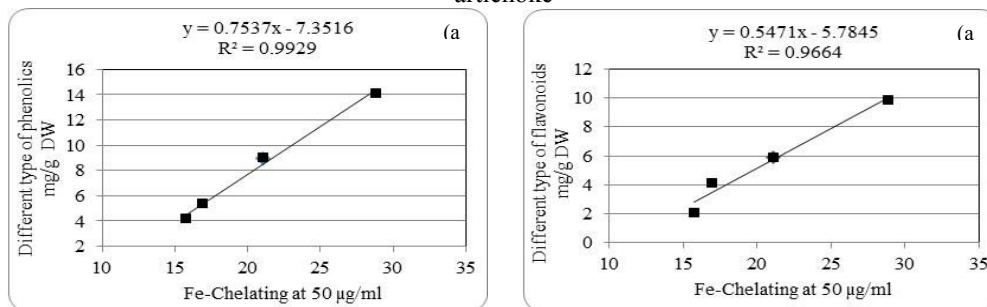 artichoke
y = 0.7537x - 7.3516
R² = 0.9929
(a
Different type of phenolics
mg/g DW
16
14
12
10
8
6
4
2
10
15
20
25
30
35
Fe-Chelating at 50 µg/ml
y = 0.5471x - 5.7845
R² = 0.9664
(a
Different type of flavonoids
mg/g DW
12
10
8
6
4
2
0
10
15
20
25
30
35
Fe-Chelating at 50 µg/ml